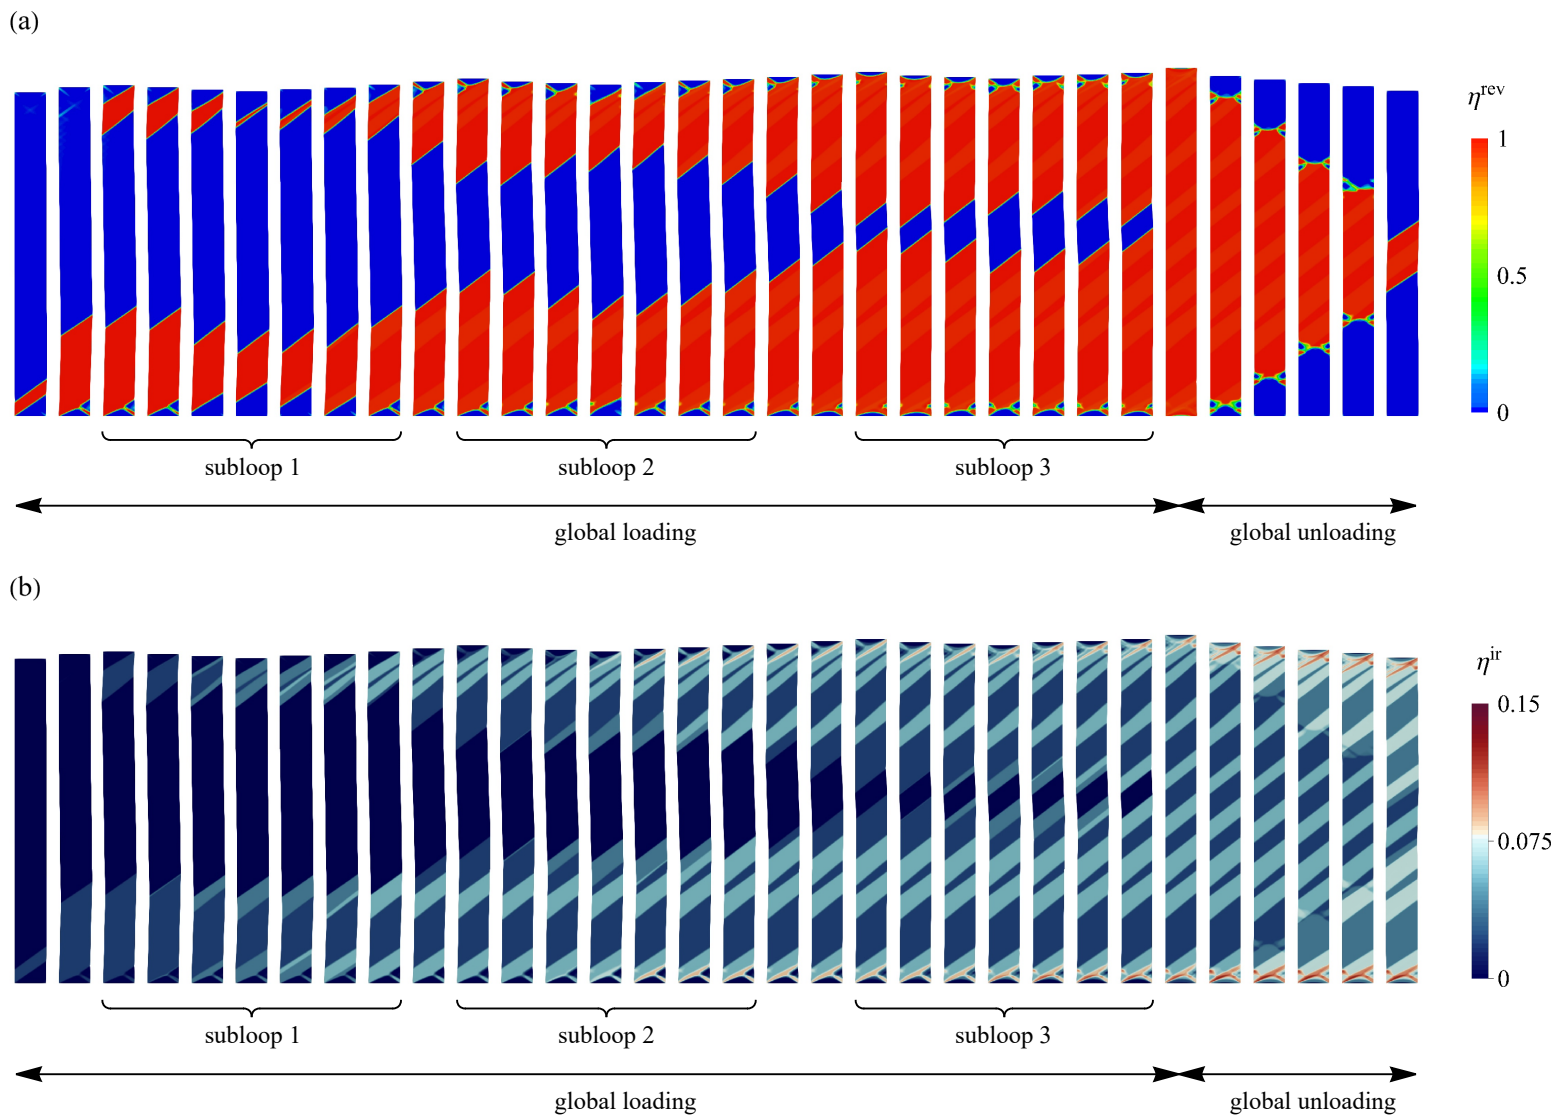 (a)
η^rev
1
0.5
0
subloop 1
subloop 2
subloop 3
global loading
global unloading
(b)
η^ir
0.15
0.075
0
subloop 1
subloop 2
subloop 3
global loading
global unloading